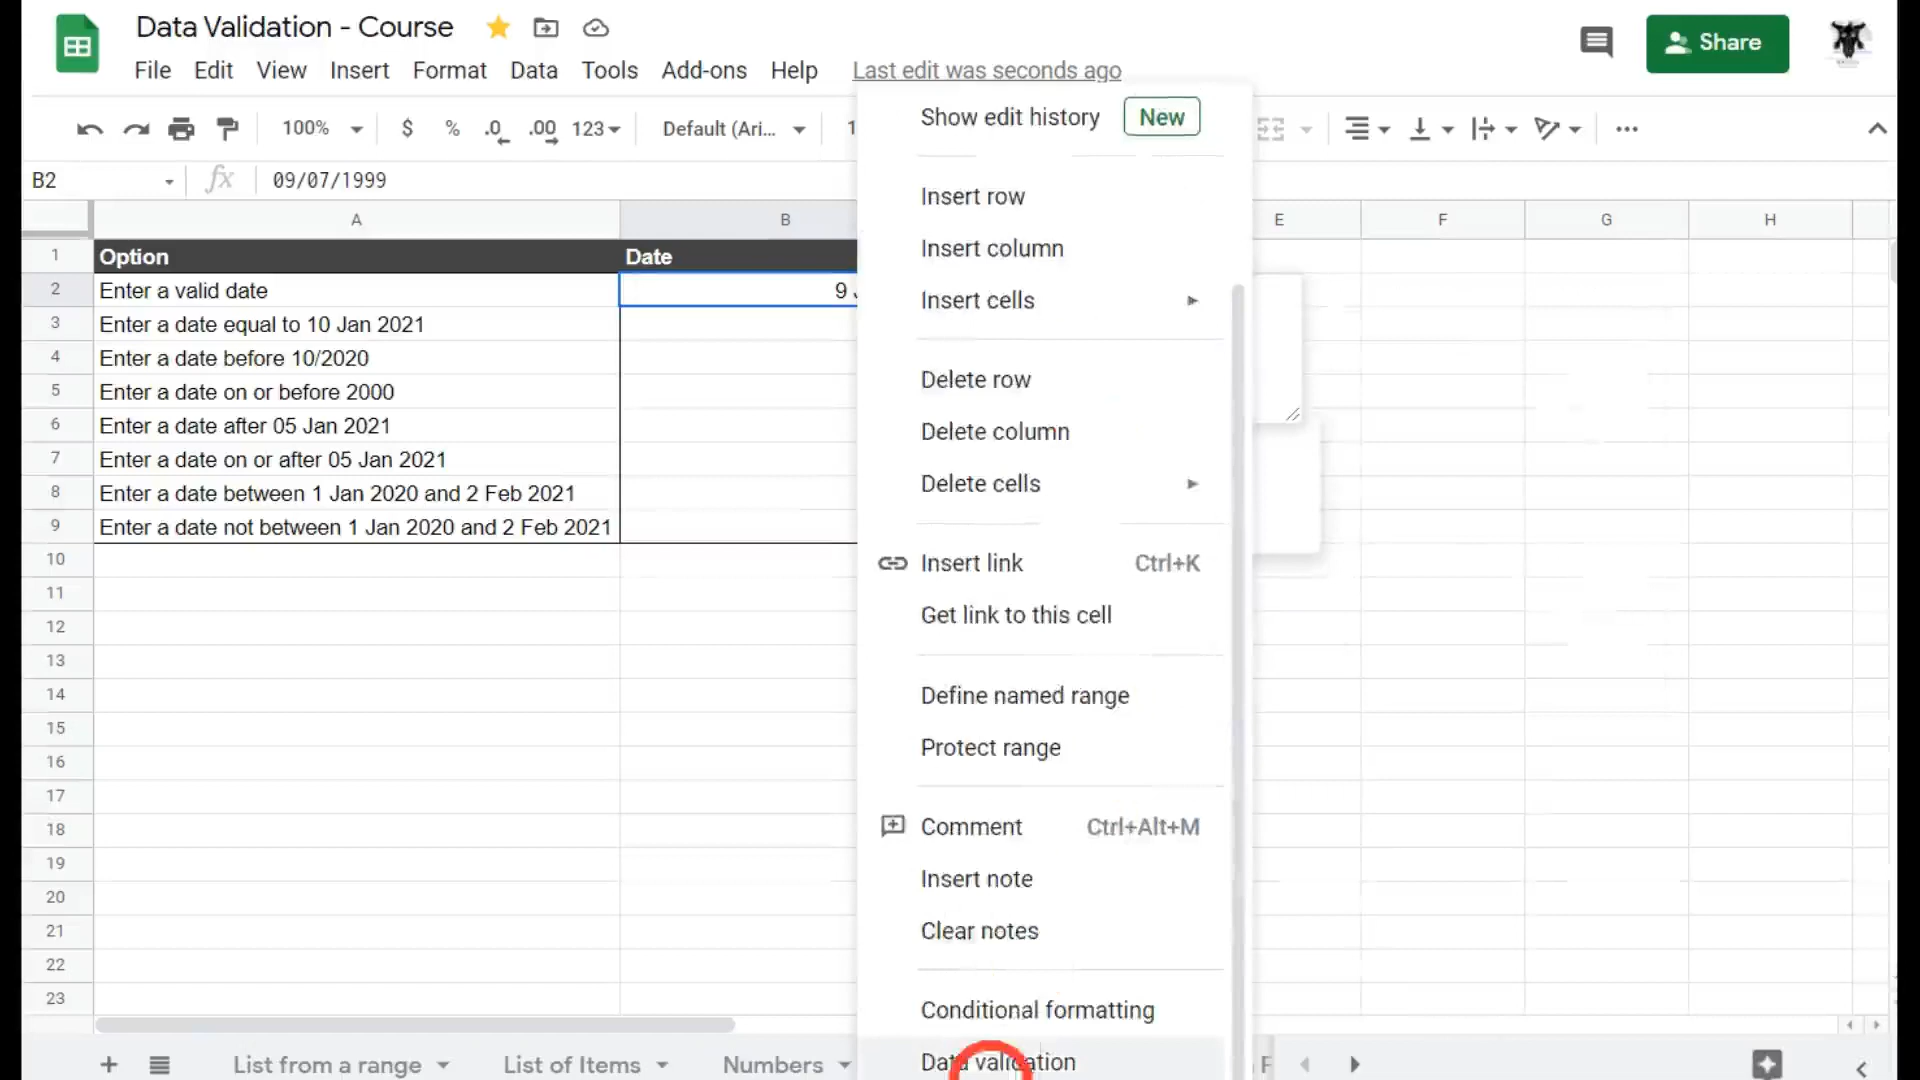 Data Validation - Course
File Edit View Insert Format Data Tools Add-ons Help Last edit was seconds ago
Share
100% $ % .0 .00 123 Default (Ari... 1
B2 fx 09/07/1999
A B E F G H
1 Option Date
2 Enter a valid date 9
3 Enter a date equal to 10 Jan 2021
4 Enter a date before 10/2020
5 Enter a date on or before 2000
6 Enter a date after 05 Jan 2021
7 Enter a date on or after 05 Jan 2021
8 Enter a date between 1 Jan 2020 and 2 Feb 2021
9 Enter a date not between 1 Jan 2020 and 2 Feb 2021
10
11
12
13
14
15
16
17
18
19
20
21
22
23
Show edit history New
Insert row
Insert column
Insert cells
Delete row
Delete column
Delete cells
Insert link Ctrl+K
Get link to this cell
Define named range
Protect range
Comment Ctrl+Alt+M
Insert note
Clear notes
Conditional formatting
Data validation
List from a range List of Items Numbers